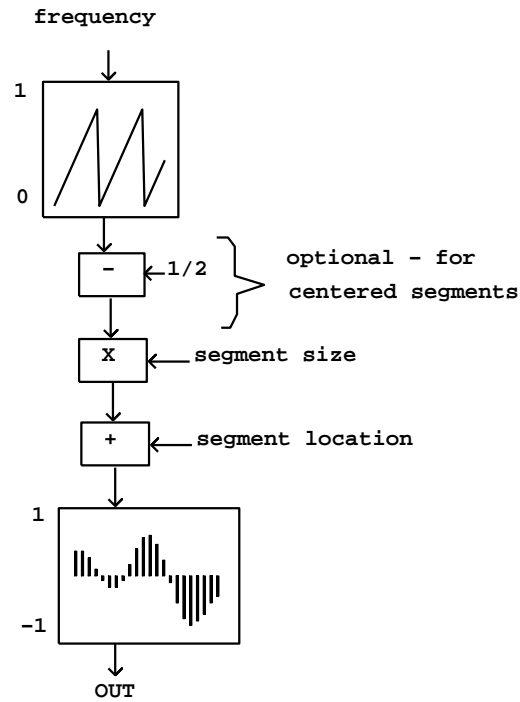 frequency
1
0
– 1/2
optional – for
centered segments
X segment size
+ segment location
1
–1
OUT